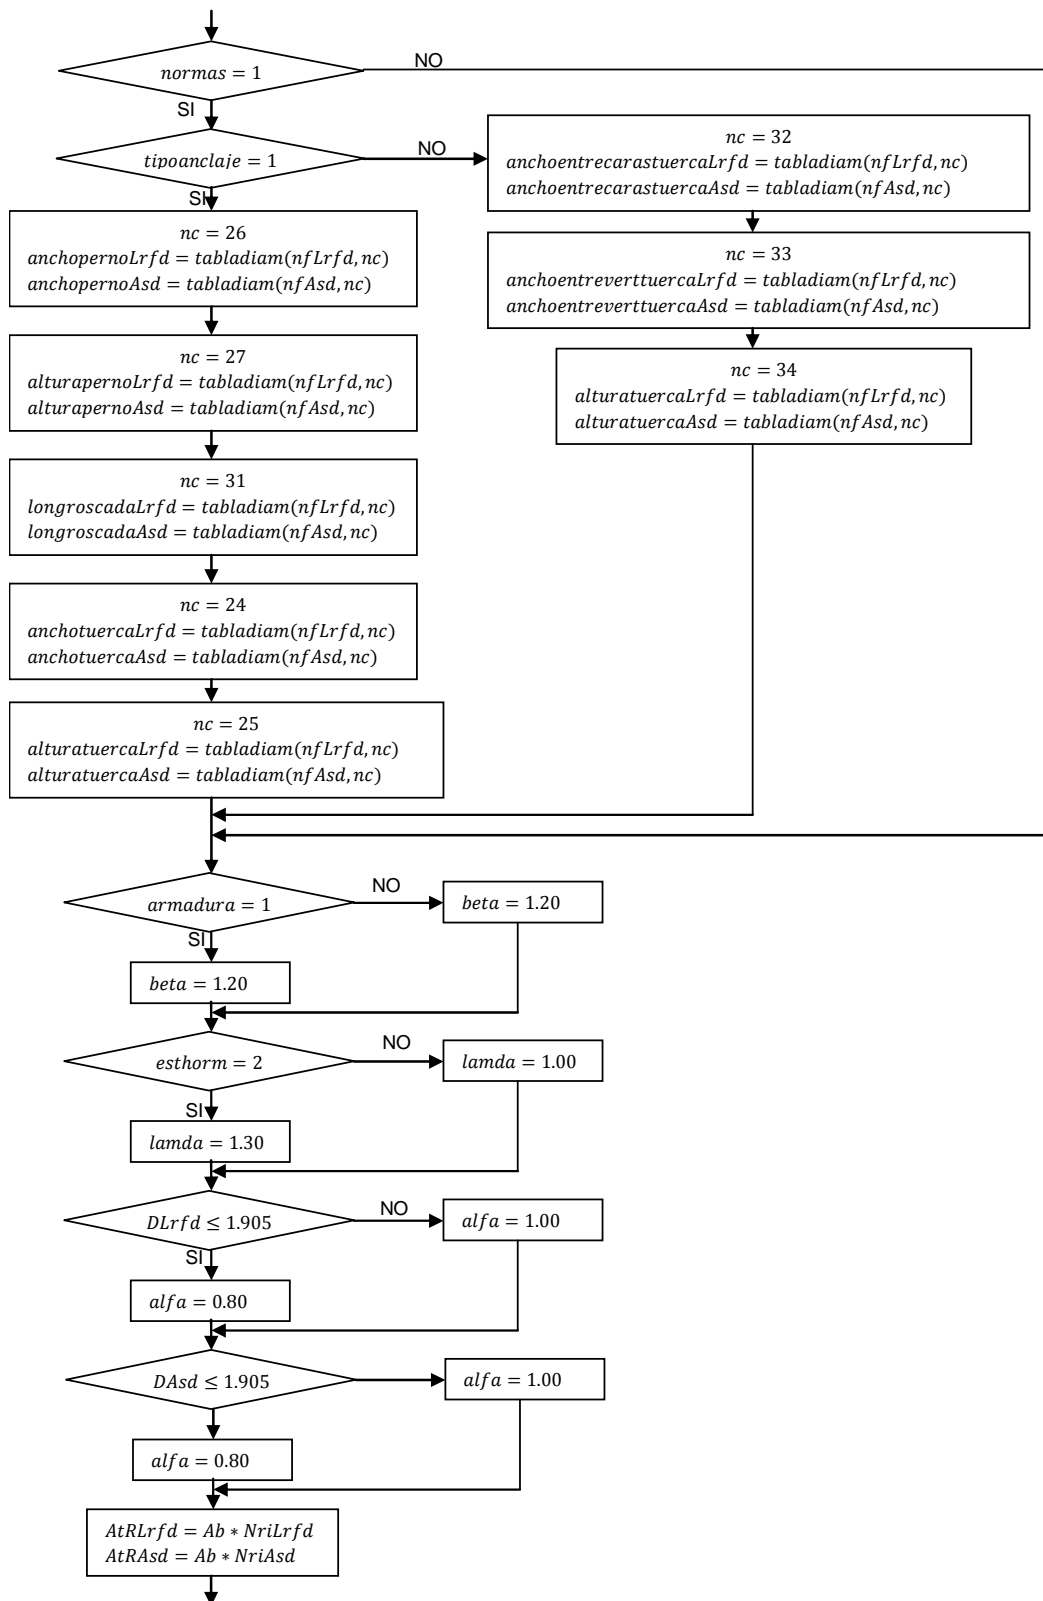 normas = 1
NO
SI
tipoanclaje = 1
NO
SI
nc = 32
anchoentrecarastuercaLrfd = tabladiam(nfLrfd, nc)
anchoentrecarastuercaAsd = tabladiam(nfAsd, nc)
nc = 33
anchoentreverttuercaLrfd = tabladiam(nfLrfd, nc)
anchoentreverttuercaAsd = tabladiam(nfAsd, nc)
nc = 34
alturatuercaLrfd = tabladiam(nfLrfd, nc)
alturatuercaAsd = tabladiam(nfAsd, nc)
nc = 26
anchopernoLrfd = tabladiam(nfLrfd, nc)
anchopernoAsd = tabladiam(nfAsd, nc)
nc = 27
alturapernoLrfd = tabladiam(nfLrfd, nc)
alturapernoAsd = tabladiam(nfAsd, nc)
nc = 31
longroscadaLrfd = tabladiam(nfLrfd, nc)
longroscadaAsd = tabladiam(nfAsd, nc)
nc = 24
anchotuercaLrfd = tabladiam(nfLrfd, nc)
anchotuercaAsd = tabladiam(nfAsd, nc)
nc = 25
alturatuercaLrfd = tabladiam(nfLrfd, nc)
alturatuercaAsd = tabladiam(nfAsd, nc)
armadura = 1
NO
beta = 1.20
SI
beta = 1.20
esthorm = 2
NO
lamda = 1.00
SI
lamda = 1.30
DLrfd ≤ 1.905
NO
alfa = 1.00
SI
alfa = 0.80
DAsd ≤ 1.905
alfa = 1.00
alfa = 0.80
AtRLrfd = Ab * NriLrfd
AtRAsd = Ab * NriAsd